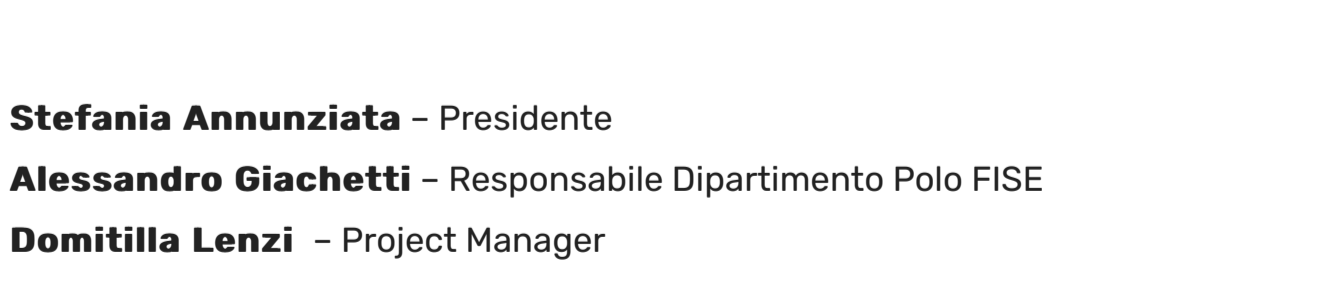 Stefania Annunziata – Presidente
Alessandro Giachetti – Responsabile Dipartimento Polo FISE
Domitilla Lenzi – Project Manager